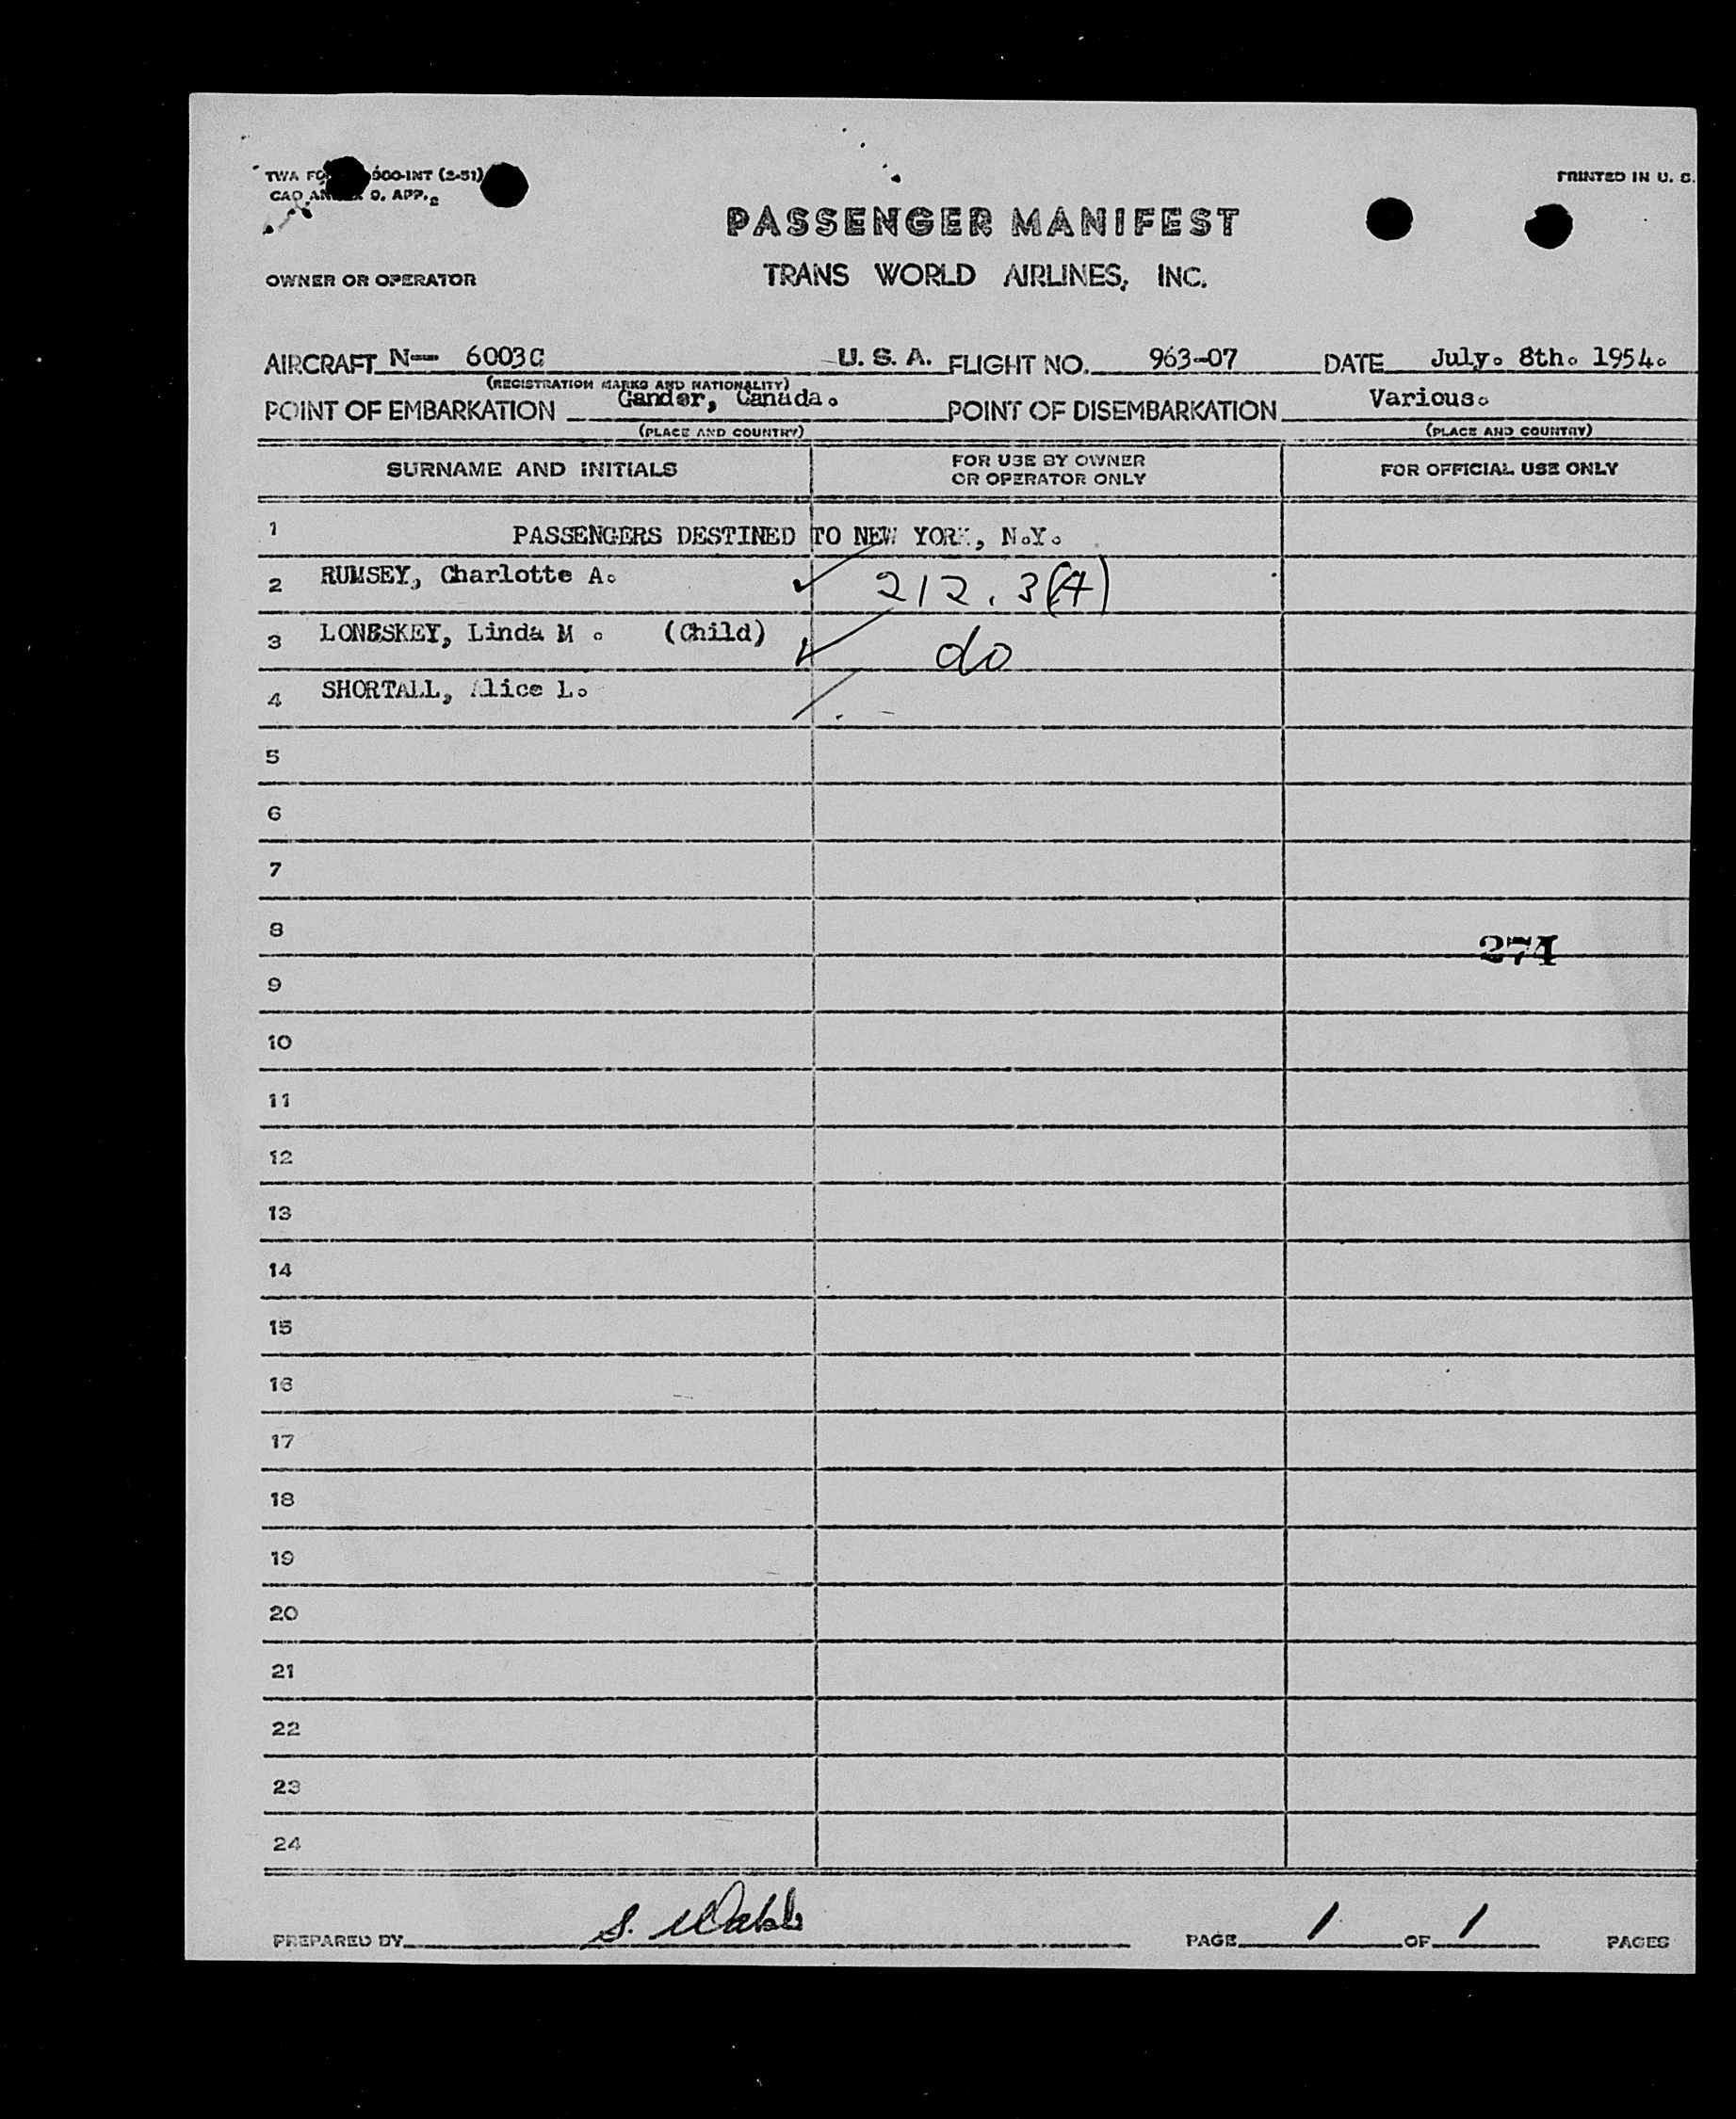 TWA FO 000-INT (2-51)
CAO AN O. APP. 2
PRINTED IN U. S.
PASSENGER MANIFEST
OWNER OR OPERATOR
TRANS WORLD AIRLINES, INC.
AIRCRAFT N-- 6003C U. S. A. FLIGHT NO. 963-07 DATE July. 8th. 1954.
(REGISTRATION MARKS AND NATIONALITY)
POINT OF EMBARKATION Gander, Canada. POINT OF DISEMBARKATION Various.
(PLACE AND COUNTRY) (PLACE AND COUNTRY)
SURNAME AND INITIALS FOR USE BY OWNER OR OPERATOR ONLY FOR OFFICIAL USE ONLY
1 PASSENGERS DESTINED TO NEW YORK, N.Y.
2 RUMSEY, Charlotte A. 212.3(A)
3 LONESKEY, Linda M . (Child) do
4 SHORTALL, Alice L.
5
6
7
8
274
9
10
11
12
13
14
15
16
17
18
19
20
21
22
23
24
PREPARED BY S. Walsh PAGE 1 OF 1 PAGES